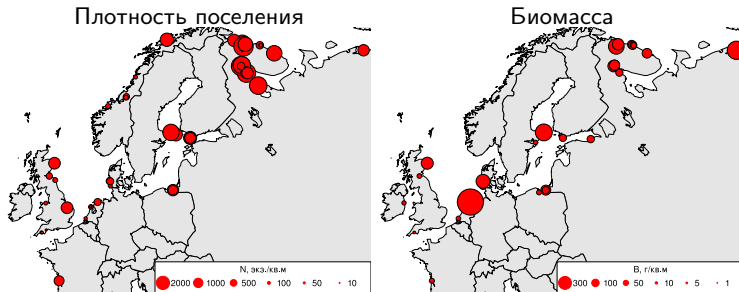 Плотность поселения
Биомасса
N, экз./кв.м
2000 1000 500 100 50 10
B, г/кв.м
300 100 50 10 5 1